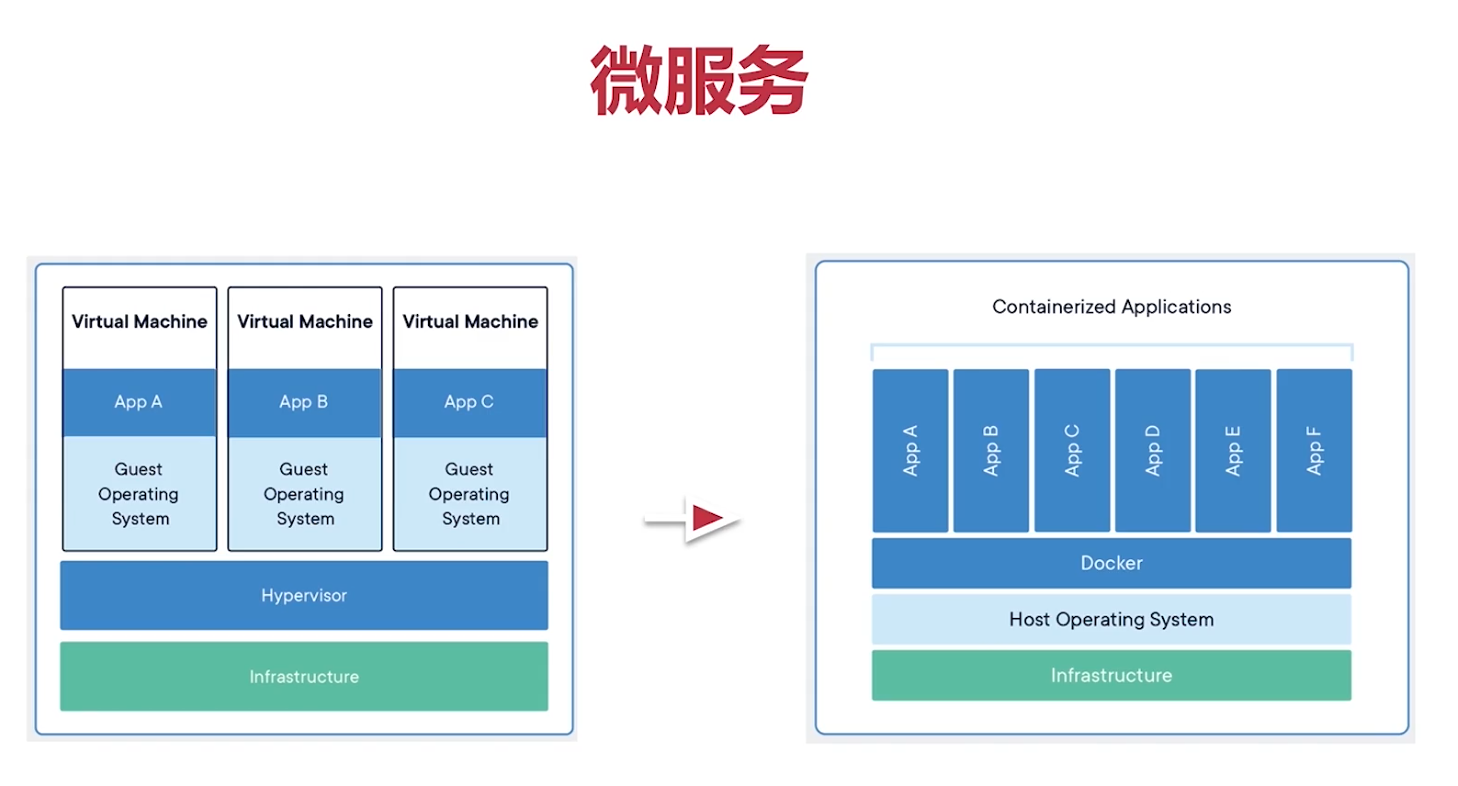 微服务
Virtual Machine
App A
Guest
Operating
System
Virtual Machine
App B
Guest
Operating
System
Virtual Machine
App C
Guest
Operating
System
Hypervisor
Infrastructure
Containerized Applications
App A
App B
App C
App D
App E
App F
Docker
Host Operating System
Infrastructure